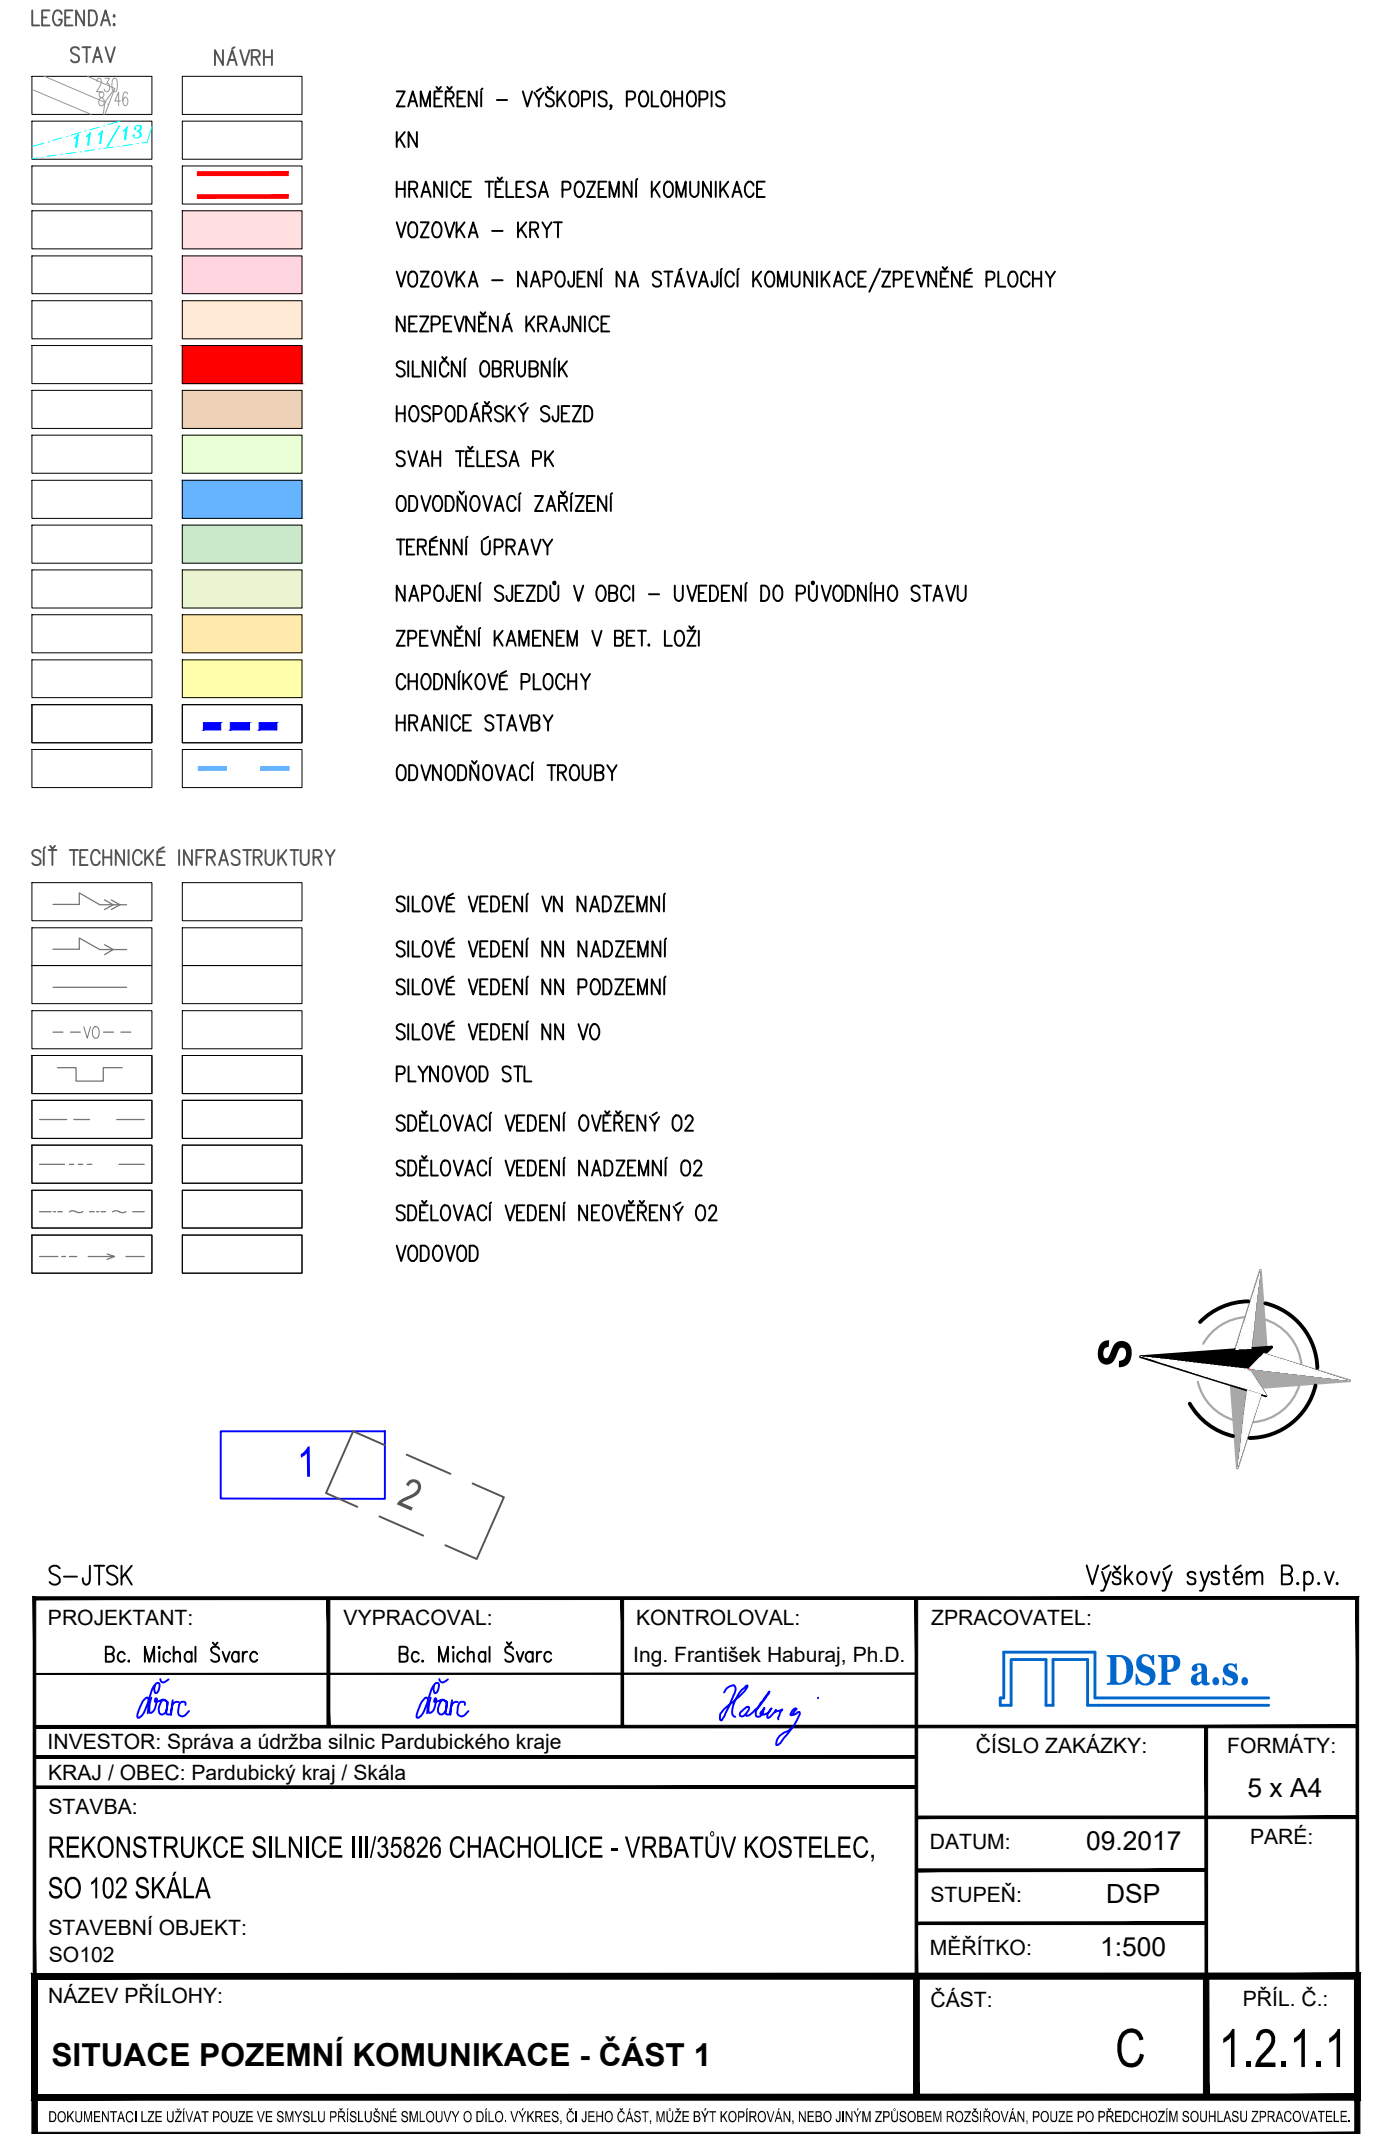 LEGENDA:
STAV NÁVRH
230
8/46
ZAMĚŘENÍ – VÝŠKOPIS, POLOHOPIS
111/13
KN
HRANICE TĚLESA POZEMNÍ KOMUNIKACE
VOZOVKA – KRYT
VOZOVKA – NAPOJENÍ NA STÁVAJÍCÍ KOMUNIKACE/ZPEVNĚNÉ PLOCHY
NEZPEVNĚNÁ KRAJNICE
SILNIČNÍ OBRUBNÍK
HOSPODÁŘSKÝ SJEZD
SVAH TĚLESA PK
ODVODŇOVACÍ ZAŘÍZENÍ
TERÉNNÍ ÚPRAVY
NAPOJENÍ SJEZDŮ V OBCI – UVEDENÍ DO PŮVODNÍHO STAVU
ZPEVNĚNÍ KAMENEM V BET. LOŽI
CHODNÍKOVÉ PLOCHY
HRANICE STAVBY
ODVNODŇOVACÍ TROUBY
SÍŤ TECHNICKÉ INFRASTRUKTURY
SILOVÉ VEDENÍ VN NADZEMNÍ
SILOVÉ VEDENÍ NN NADZEMNÍ
SILOVÉ VEDENÍ NN PODZEMNÍ
VO
SILOVÉ VEDENÍ NN VO
PLYNOVOD STL
SDĚLOVACÍ VEDENÍ OVĚŘENÝ O2
SDĚLOVACÍ VEDENÍ NADZEMNÍ O2
SDĚLOVACÍ VEDENÍ NEOVĚŘENÝ O2
VODOVOD
S
1
2
S–JTSK
Výškový systém B.p.v.
PROJEKTANT: VYPRACOVAL: KONTROLOVAL: ZPRACOVATEL:
Bc. Michal Švarc Bc. Michal Švarc Ing. František Haburaj, Ph.D.
DSP a.s.
Švarc Švarc Haburaj
INVESTOR: Správa a údržba silnic Pardubického kraje
KRAJ / OBEC: Pardubický kraj / Skála
ČÍSLO ZAKÁZKY: FORMÁTY:
5 x A4
STAVBA:
REKONSTRUKCE SILNICE III/35826 CHACHOLICE - VRBATŮV KOSTELEC,
SO 102 SKÁLA
STAVEBNÍ OBJEKT:
SO102
DATUM: 09.2017
PARÉ:
STUPEŇ: DSP
MĚŘÍTKO: 1:500
NÁZEV PŘÍLOHY:
SITUACE POZEMNÍ KOMUNIKACE - ČÁST 1
ČÁST:
C
PŘÍL. Č.:
1.2.1.1
DOKUMENTACI LZE UŽÍVAT POUZE VE SMYSLU PŘÍSLUŠNÉ SMLOUVY O DÍLO. VÝKRES, ČI JEHO ČÁST, MŮŽE BÝT KOPÍROVÁN, NEBO JINÝM ZPŮSOBEM ROZŠIŘOVÁN, POUZE PO PŘEDCHOZÍM SOUHLASU ZPRACOVATELE.